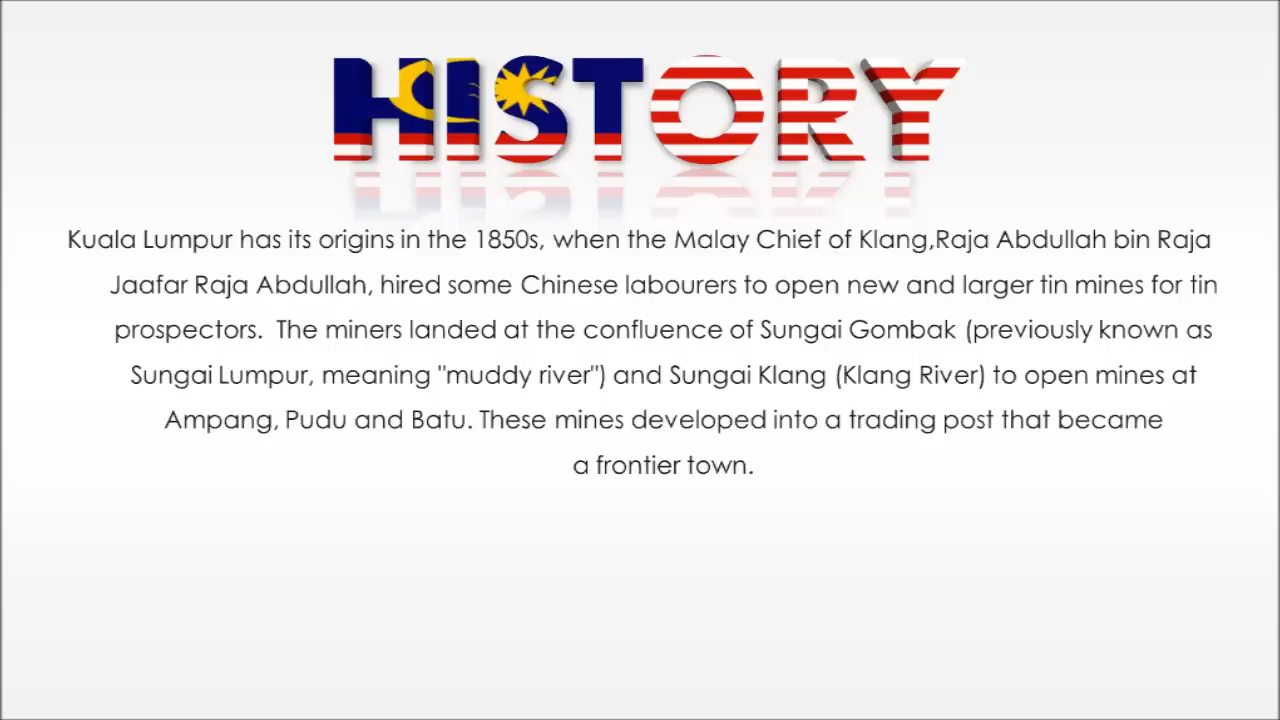 HISTORY
Kuala Lumpur has its origins in the 1850s, when the Malay Chief of Klang,Raja Abdullah bin Raja
Jaafar Raja Abdullah, hired some Chinese labourers to open new and larger tin mines for tin
prospectors.  The miners landed at the confluence of Sungai Gombak (previously known as
Sungai Lumpur, meaning "muddy river") and Sungai Klang (Klang River) to open mines at
Ampang, Pudu and Batu. These mines developed into a trading post that became
a frontier town.